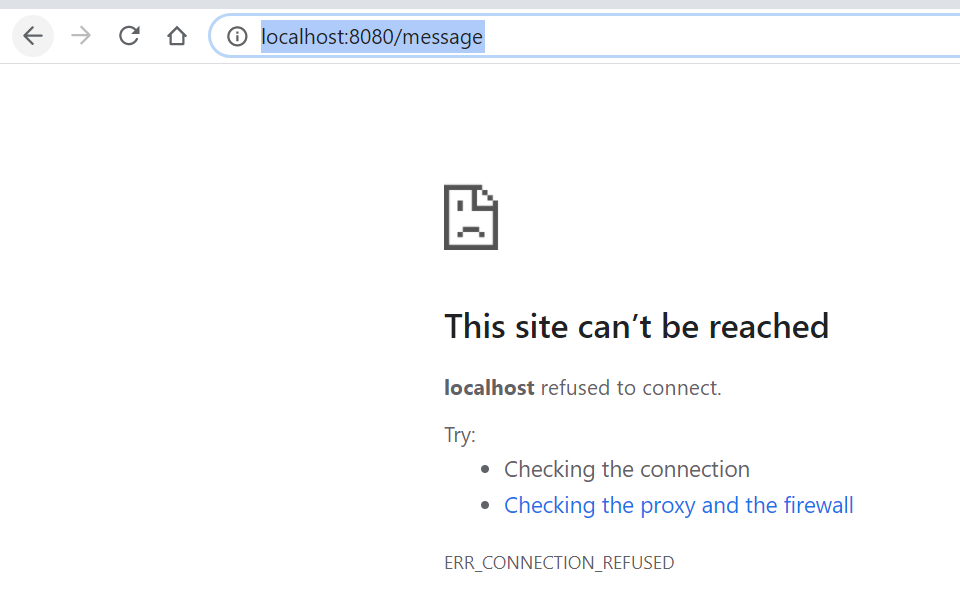 localhost:8080/message
This site can’t be reached
localhost refused to connect.
Try:
• Checking the connection
• Checking the proxy and the firewall
ERR_CONNECTION_REFUSED